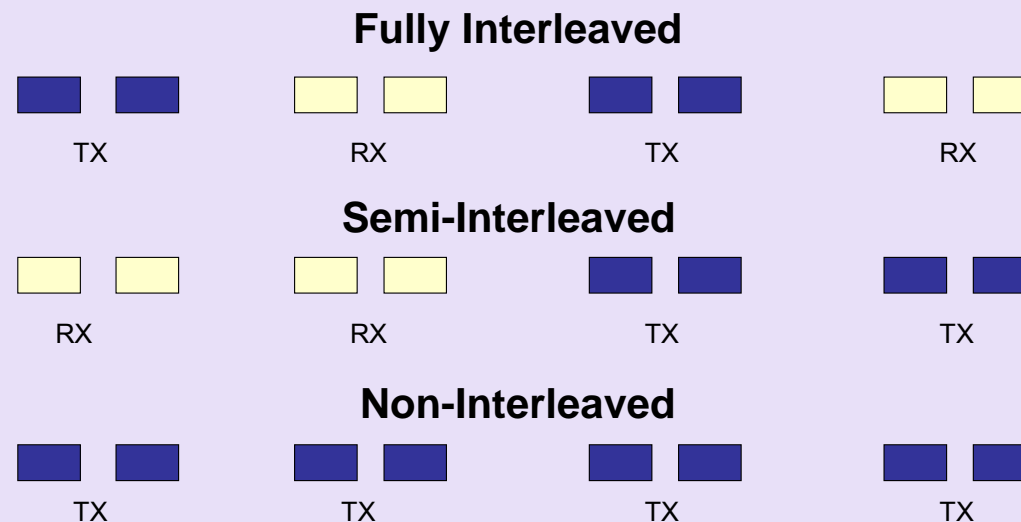 Fully Interleaved
TX RX TX RX
Semi-Interleaved
RX RX TX TX
Non-Interleaved
TX TX TX TX